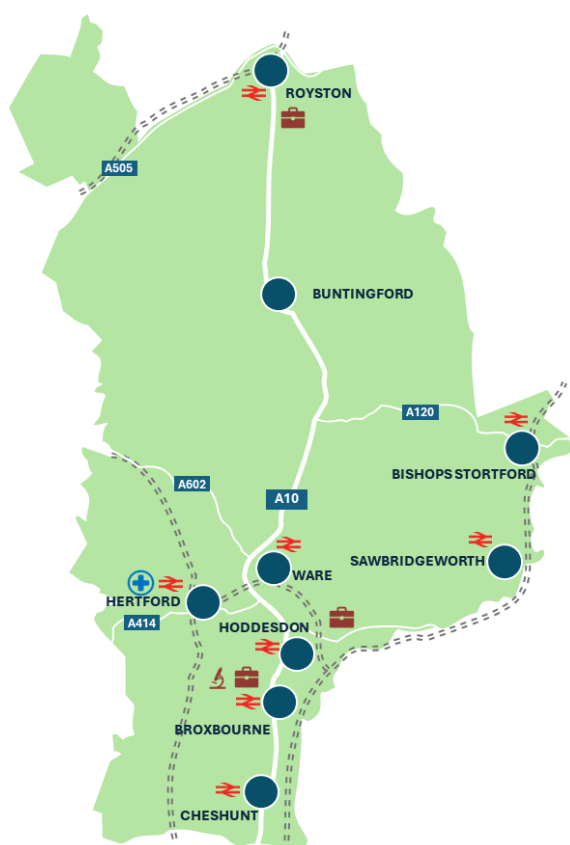 ROYSTON
A505
BUNTINGFORD
A120
BISHOPS STORTFORD
A602
A10
SAWBRIDGEWORTH
WARE
HERTFORD
A414
HODDESDON
BROXBOURNE
CHESHUNT